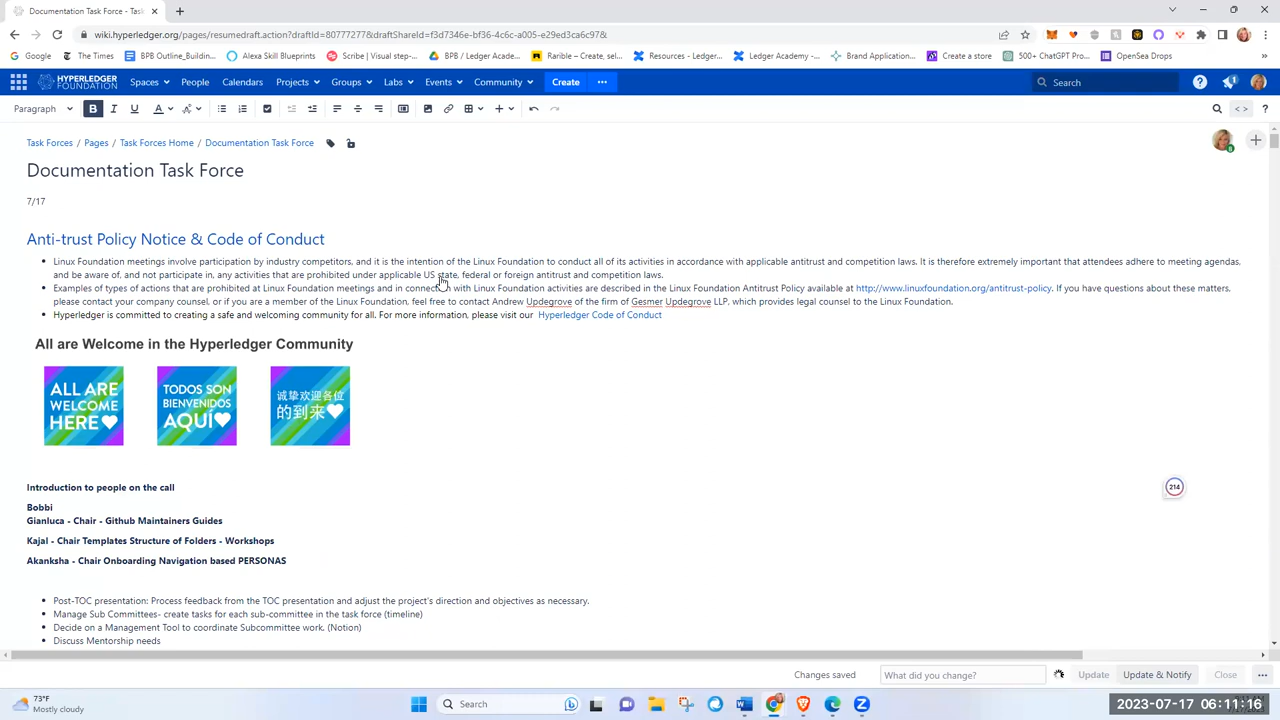 Documentation Task Force - Tas
wiki.hyperledger.org/pages/resumedraft.action?draftId=80777277&draftShareId=f3d7346e-bf36-4c6c-a005-e29ed3ca6c97&
Google The Times BPB Outline_Building... Alexa Skill Blueprints Scribe | Visual step-... BPB / Ledger Acade... Rarible – Create, sel... Resources - Ledger... Ledger Academy -... Brand Application... Create a store 500+ ChatGPT Pro... OpenSea Drops
HYPERLEDGER FOUNDATION Spaces People Calendars Projects Groups Labs Events Community Create ••• Search 1
Paragraph B I U A
Task Forces / Pages / Task Forces Home / Documentation Task Force
Documentation Task Force
7/17
Anti-trust Policy Notice & Code of Conduct
• Linux Foundation meetings involve participation by industry competitors, and it is the intention of the Linux Foundation to conduct all of its activities in accordance with applicable antitrust and competition laws. It is therefore extremely important that attendees adhere to meeting agendas,
and be aware of, and not participate in, any activities that are prohibited under applicable US state, federal or foreign antitrust and competition laws.
• Examples of types of actions that are prohibited at Linux Foundation meetings and in connection with Linux Foundation activities are described in the Linux Foundation Antitrust Policy available at http://www.linuxfoundation.org/antitrust-policy. If you have questions about these matters,
please contact your company counsel, or if you are a member of the Linux Foundation, feel free to contact Andrew Updegrove of the firm of Gesmer Updegrove LLP, which provides legal counsel to the Linux Foundation.
• Hyperledger is committed to creating a safe and welcoming community for all. For more information, please visit our Hyperledger Code of Conduct
All are Welcome in the Hyperledger Community
ALL ARE WELCOME HERE
TODOS SON BIENVENIDOS AQUÍ
诚挚欢迎各位的到来
Introduction to people on the call
214
Bobbi
Gianluca - Chair - Github Maintainers Guides
Kajal - Chair Templates Structure of Folders - Workshops
Akanksha - Chair Onboarding Navigation based PERSONAS
• Post-TOC presentation: Process feedback from the TOC presentation and adjust the project's direction and objectives as necessary.
• Manage Sub Committees- create tasks for each sub-committee in the task force (timeline)
• Decide on a Management Tool to coordinate Subcommittee work. (Notion)
• Discuss Mentorship needs
Changes saved What did you change? Update Update & Notify Close •••
73°F
Mostly cloudy
Search
2023-07-17 06:11:16